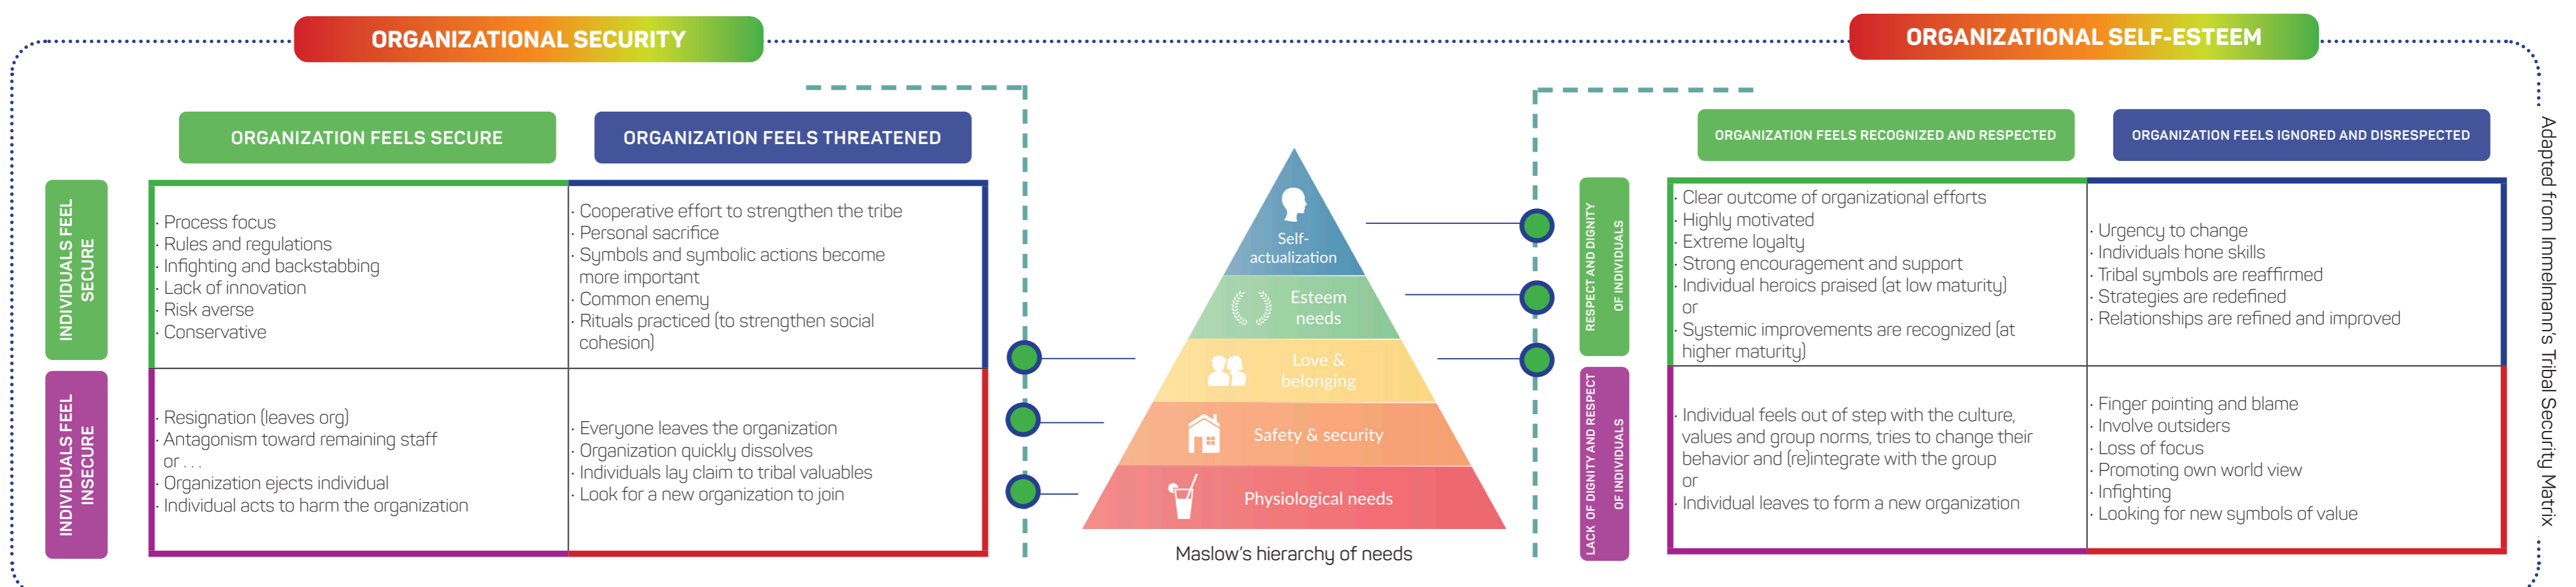 ORGANIZATIONAL SECURITY
ORGANIZATION FEELS SECURE
ORGANIZATION FEELS THREATENED
INDIVIDUALS FEEL
SECURE
· Process focus
· Rules and regulations
· Infighting and backstabbing
· Lack of innovation
· Risk averse
· Conservative
· Cooperative effort to strengthen the tribe
· Personal sacrifice
· Symbols and symbolic actions become
more important
· Common enemy
· Rituals practiced (to strengthen social
cohesion)
INDIVIDUALS FEEL
INSECURE
· Resignation (leaves org)
· Antagonism toward remaining staff
or . . .
· Organization ejects individual
· Individual acts to harm the organization
· Everyone leaves the organization
· Organization quickly dissolves
· Individuals lay claim to tribal valuables
· Look for a new organization to join
Self-
actualization
Esteem
needs
Love &
belonging
Safety & security
Physiological needs
Maslow's hierarchy of needs
ORGANIZATIONAL SELF-ESTEEM
ORGANIZATION FEELS RECOGNIZED AND RESPECTED
ORGANIZATION FEELS IGNORED AND DISRESPECTED
RESPECT AND DIGNITY
OF INDIVIDUALS
· Clear outcome of organizational efforts
· Highly motivated
· Extreme loyalty
· Strong encouragement and support
· Individual heroics praised (at low maturity)
or
· Systemic improvements are recognized (at
higher maturity)
· Urgency to change
· Individuals hone skills
· Tribal symbols are reaffirmed
· Strategies are redefined
· Relationships are refined and improved
LACK OF DIGNITY AND RESPECT
OF INDIVIDUALS
· Individual feels out of step with the culture,
values and group norms, tries to change their
behavior and (re)integrate with the group
or
· Individual leaves to form a new organization
· Finger pointing and blame
· Involve outsiders
· Loss of focus
· Promoting own world view
· Infighting
· Looking for new symbols of value
Adapted from Immelmann's Tribal Security Matrix